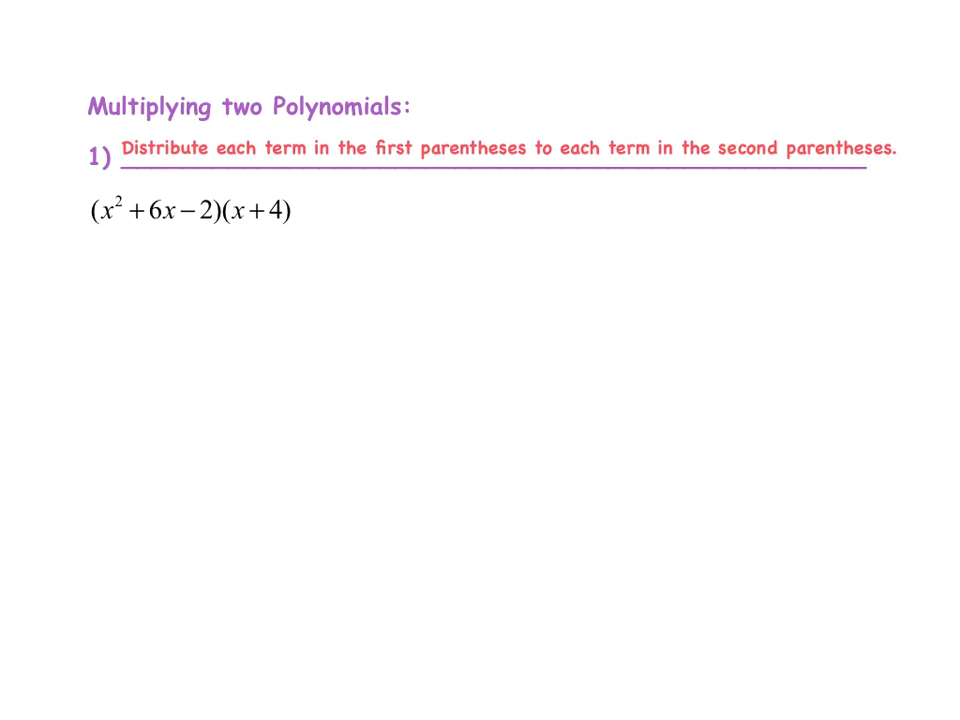 Multiplying two Polynomials:
1) Distribute each term in the first parentheses to each term in the second parentheses.
(x² + 6x − 2)(x + 4)